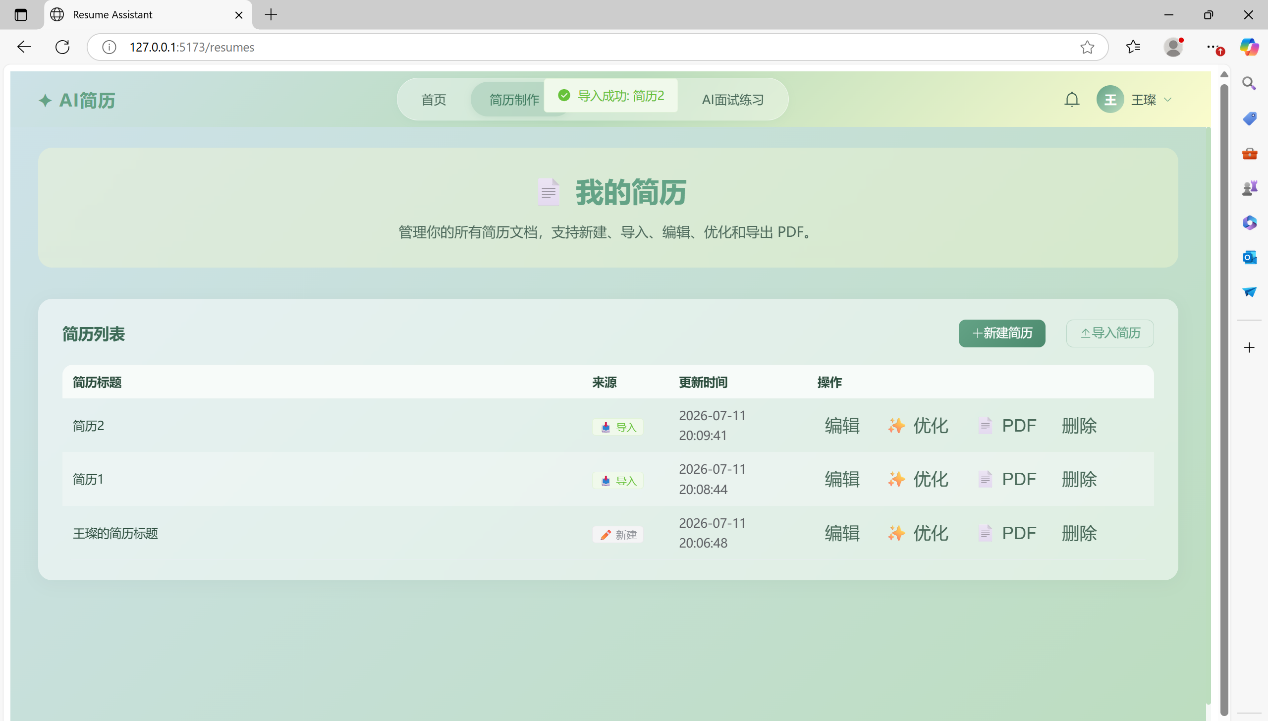 Resume Assistant
127.0.0.1:5173/resumes
AI简历
首页
简历制作
导入成功: 简历2
AI面试练习
王
王璨
我的简历
管理你的所有简历文档，支持新建、导入、编辑、优化和导出 PDF。
简历列表
新建简历
导入简历
简历标题 来源 更新时间 操作
简历2 导入 2026-07-11 20:09:41 编辑 优化 PDF 删除
简历1 导入 2026-07-11 20:08:44 编辑 优化 PDF 删除
王璨的简历标题 新建 2026-07-11 20:06:48 编辑 优化 PDF 删除